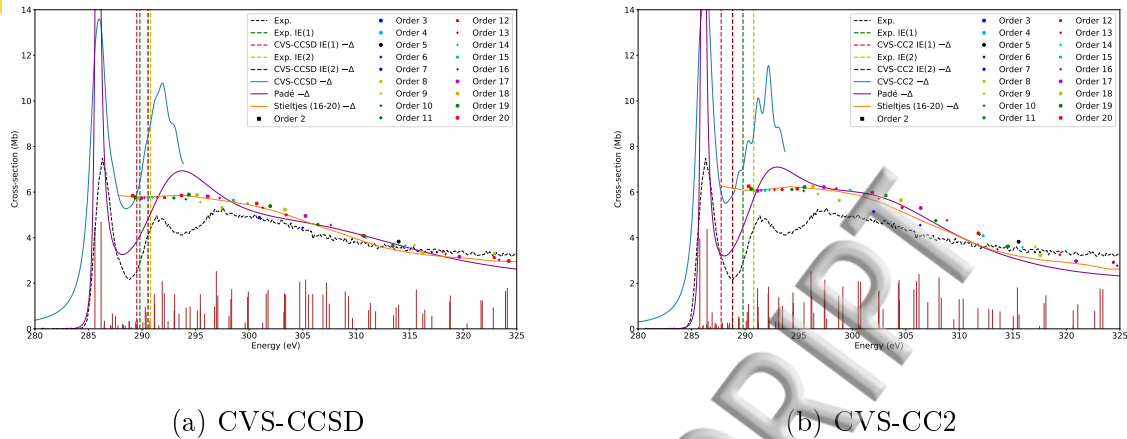 14
12
10
8
6
4
2
0
Cross-section (Mb)
280
285
290
295
300
305
310
315
320
325
Energy (eV)
Exp.
Exp. IE(1)
CVS-CCSD IE(1) −Δ
Exp. IE(2)
CVS-CCSD IE(2) −Δ
CVS-CCSD −Δ
Padé −Δ
Stieltjes (16-20) −Δ
Order 2
Order 3
Order 4
Order 5
Order 6
Order 7
Order 8
Order 9
Order 10
Order 11
Order 12
Order 13
Order 14
Order 15
Order 16
Order 17
Order 18
Order 19
Order 20
(a) CVS-CCSD
14
12
10
8
6
4
2
0
Cross-section (Mb)
280
285
290
295
300
305
310
315
320
325
Energy (eV)
Exp.
Exp. IE(1)
CVS-CC2 IE(1) −Δ
Exp. IE(2)
CVS-CC2 IE(2) −Δ
CVS-CC2 −Δ
Padé −Δ
Stieltjes (16-20) −Δ
Order 2
Order 3
Order 4
Order 5
Order 6
Order 7
Order 8
Order 9
Order 10
Order 11
Order 12
Order 13
Order 14
Order 15
Order 16
Order 17
Order 18
Order 19
Order 20
(b) CVS-CC2
RIPT